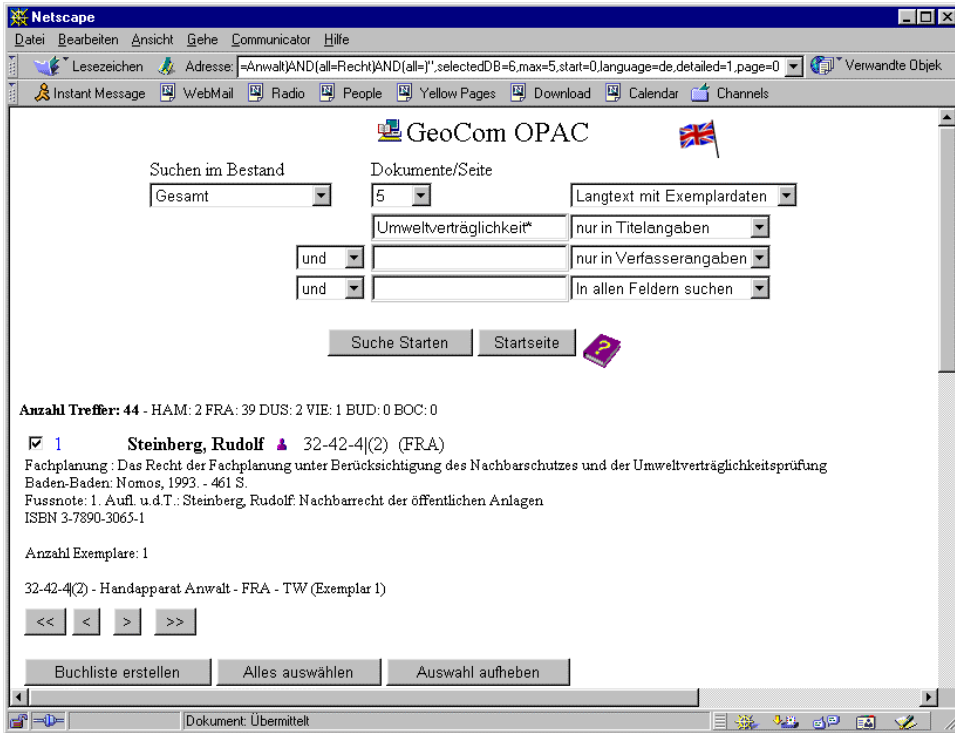 Netscape
Datei Bearbeiten Ansicht Gehe Communicator Hilfe
Lesezeichen Adresse: =Anwalt)AND(all=Recht)AND(all=)",selectedDB=6,max=5,start=0,language=de,detailed=1,page=0 Verwandte Objek
Instant Message WebMail Radio People Yellow Pages Download Calendar Channels
GeoCom OPAC
Suchen im Bestand Dokumente/Seite
Gesamt 5 Langtext mit Exemplardaten
Umweltverträglichkeit* nur in Titelangaben
und nur in Verfasserangaben
und In allen Feldern suchen
Suche Starten Startseite ?
Anzahl Treffer: 44 - HAM: 2 FRA: 39 DUS: 2 VIE: 1 BUD: 0 BOC: 0
1 Steinberg, Rudolf 32-42-4|(2) (FRA)
Fachplanung : Das Recht der Fachplanung unter Berücksichtigung des Nachbarschutzes und der Umweltverträglichkeitsprüfung
Baden-Baden: Nomos, 1993. - 461 S.
Fussnote: 1. Aufl. u.d.T.: Steinberg, Rudolf: Nachbarrecht der öffentlichen Anlagen
ISBN 3-7890-3065-1
Anzahl Exemplare: 1
32-42-4|(2) - Handapparat Anwalt - FRA - TW (Exemplar 1)
<< < > >>
Buchliste erstellen Alles auswählen Auswahl aufheben
Dokument: Übermittelt